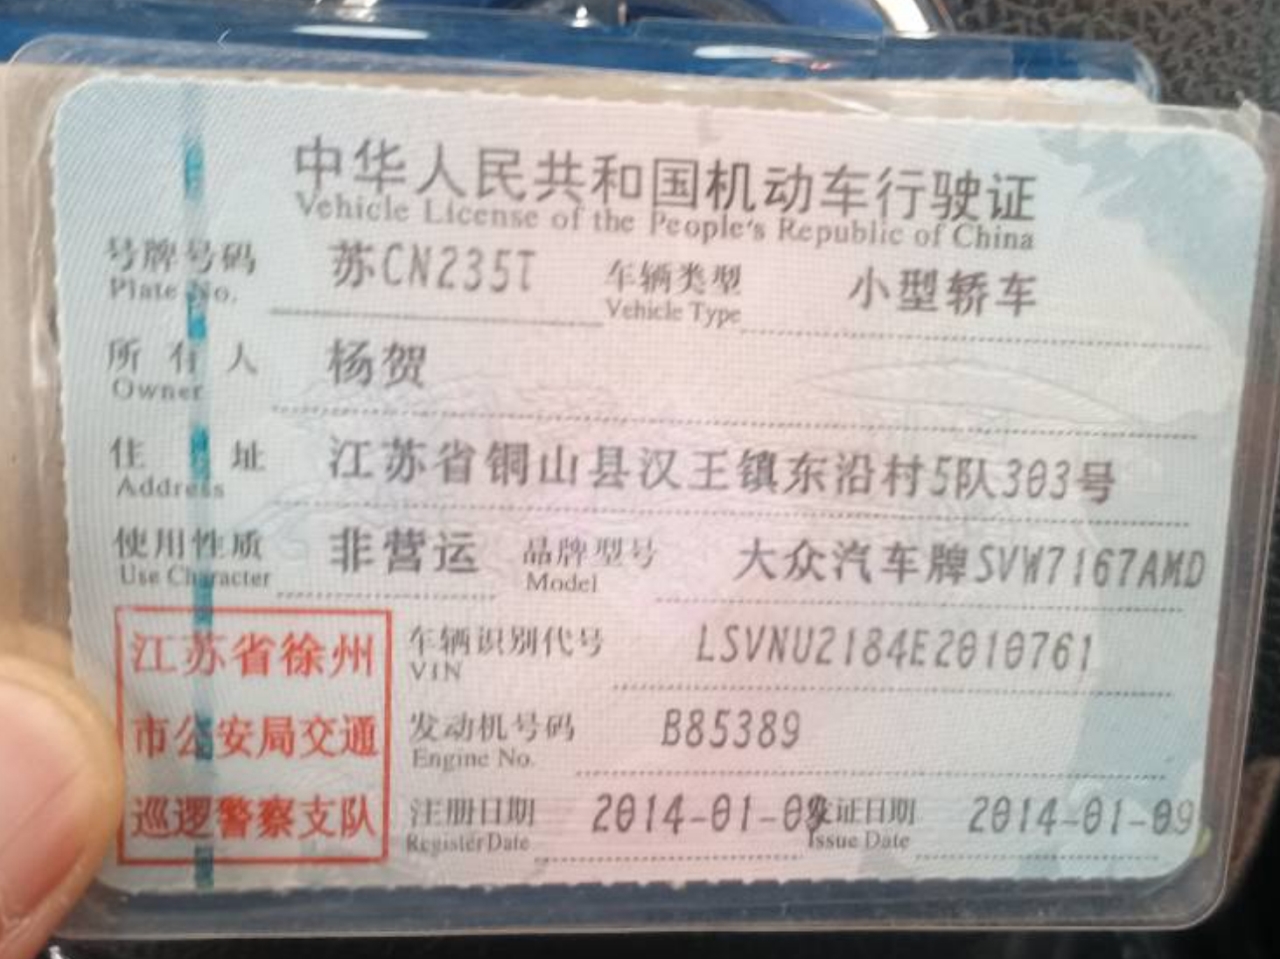 中华人民共和国机动车行驶证
Vehicle License of the People's Republic of China
号牌号码 苏CN235T 车辆类型 小型轿车
Plate No. Vehicle Type
所有人 杨贺
Owner
住址 江苏省铜山县汉王镇东沿村5队303号
Address
使用性质 非营运 品牌型号 大众汽车牌SVW7167AMD
Use Character Model
江苏省徐州
市公安局交通
巡逻警察支队
车辆识别代号 LSVNU2184E2010761
VIN
发动机号码 B85389
Engine No.
注册日期 2014-01-09 发证日期 2014-01-09
Register Date Issue Date